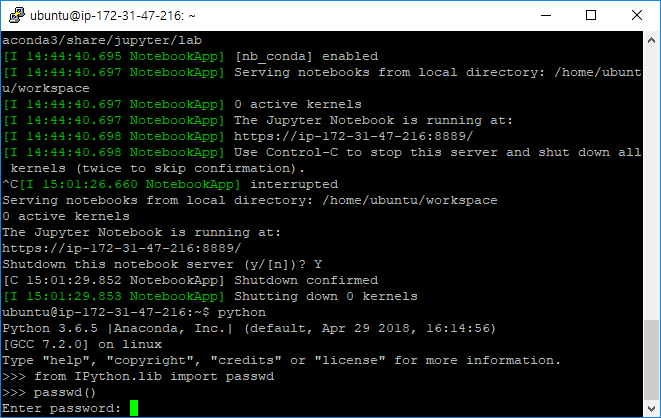 ubuntu@ip-172-31-47-216: ~
aconda3/share/jupyter/lab
[I 14:44:40.695 NotebookApp] [nb_conda] enabled
[I 14:44:40.697 NotebookApp] Serving notebooks from local directory: /home/ubunt
u/workspace
[I 14:44:40.697 NotebookApp] 0 active kernels
[I 14:44:40.697 NotebookApp] The Jupyter Notebook is running at:
[I 14:44:40.698 NotebookApp] https://ip-172-31-47-216:8889/
[I 14:44:40.698 NotebookApp] Use Control-C to stop this server and shut down all
 kernels (twice to skip confirmation).
^C[I 15:01:26.660 NotebookApp] interrupted
Serving notebooks from local directory: /home/ubuntu/workspace
0 active kernels
The Jupyter Notebook is running at:
https://ip-172-31-47-216:8889/
Shutdown this notebook server (y/[n])? Y
[C 15:01:29.852 NotebookApp] Shutdown confirmed
[I 15:01:29.853 NotebookApp] Shutting down 0 kernels
ubuntu@ip-172-31-47-216:~$ python
Python 3.6.5 |Anaconda, Inc.| (default, Apr 29 2018, 16:14:56)
[GCC 7.2.0] on linux
Type "help", "copyright", "credits" or "license" for more information.
>>> from IPython.lib import passwd
>>> passwd()
Enter password: